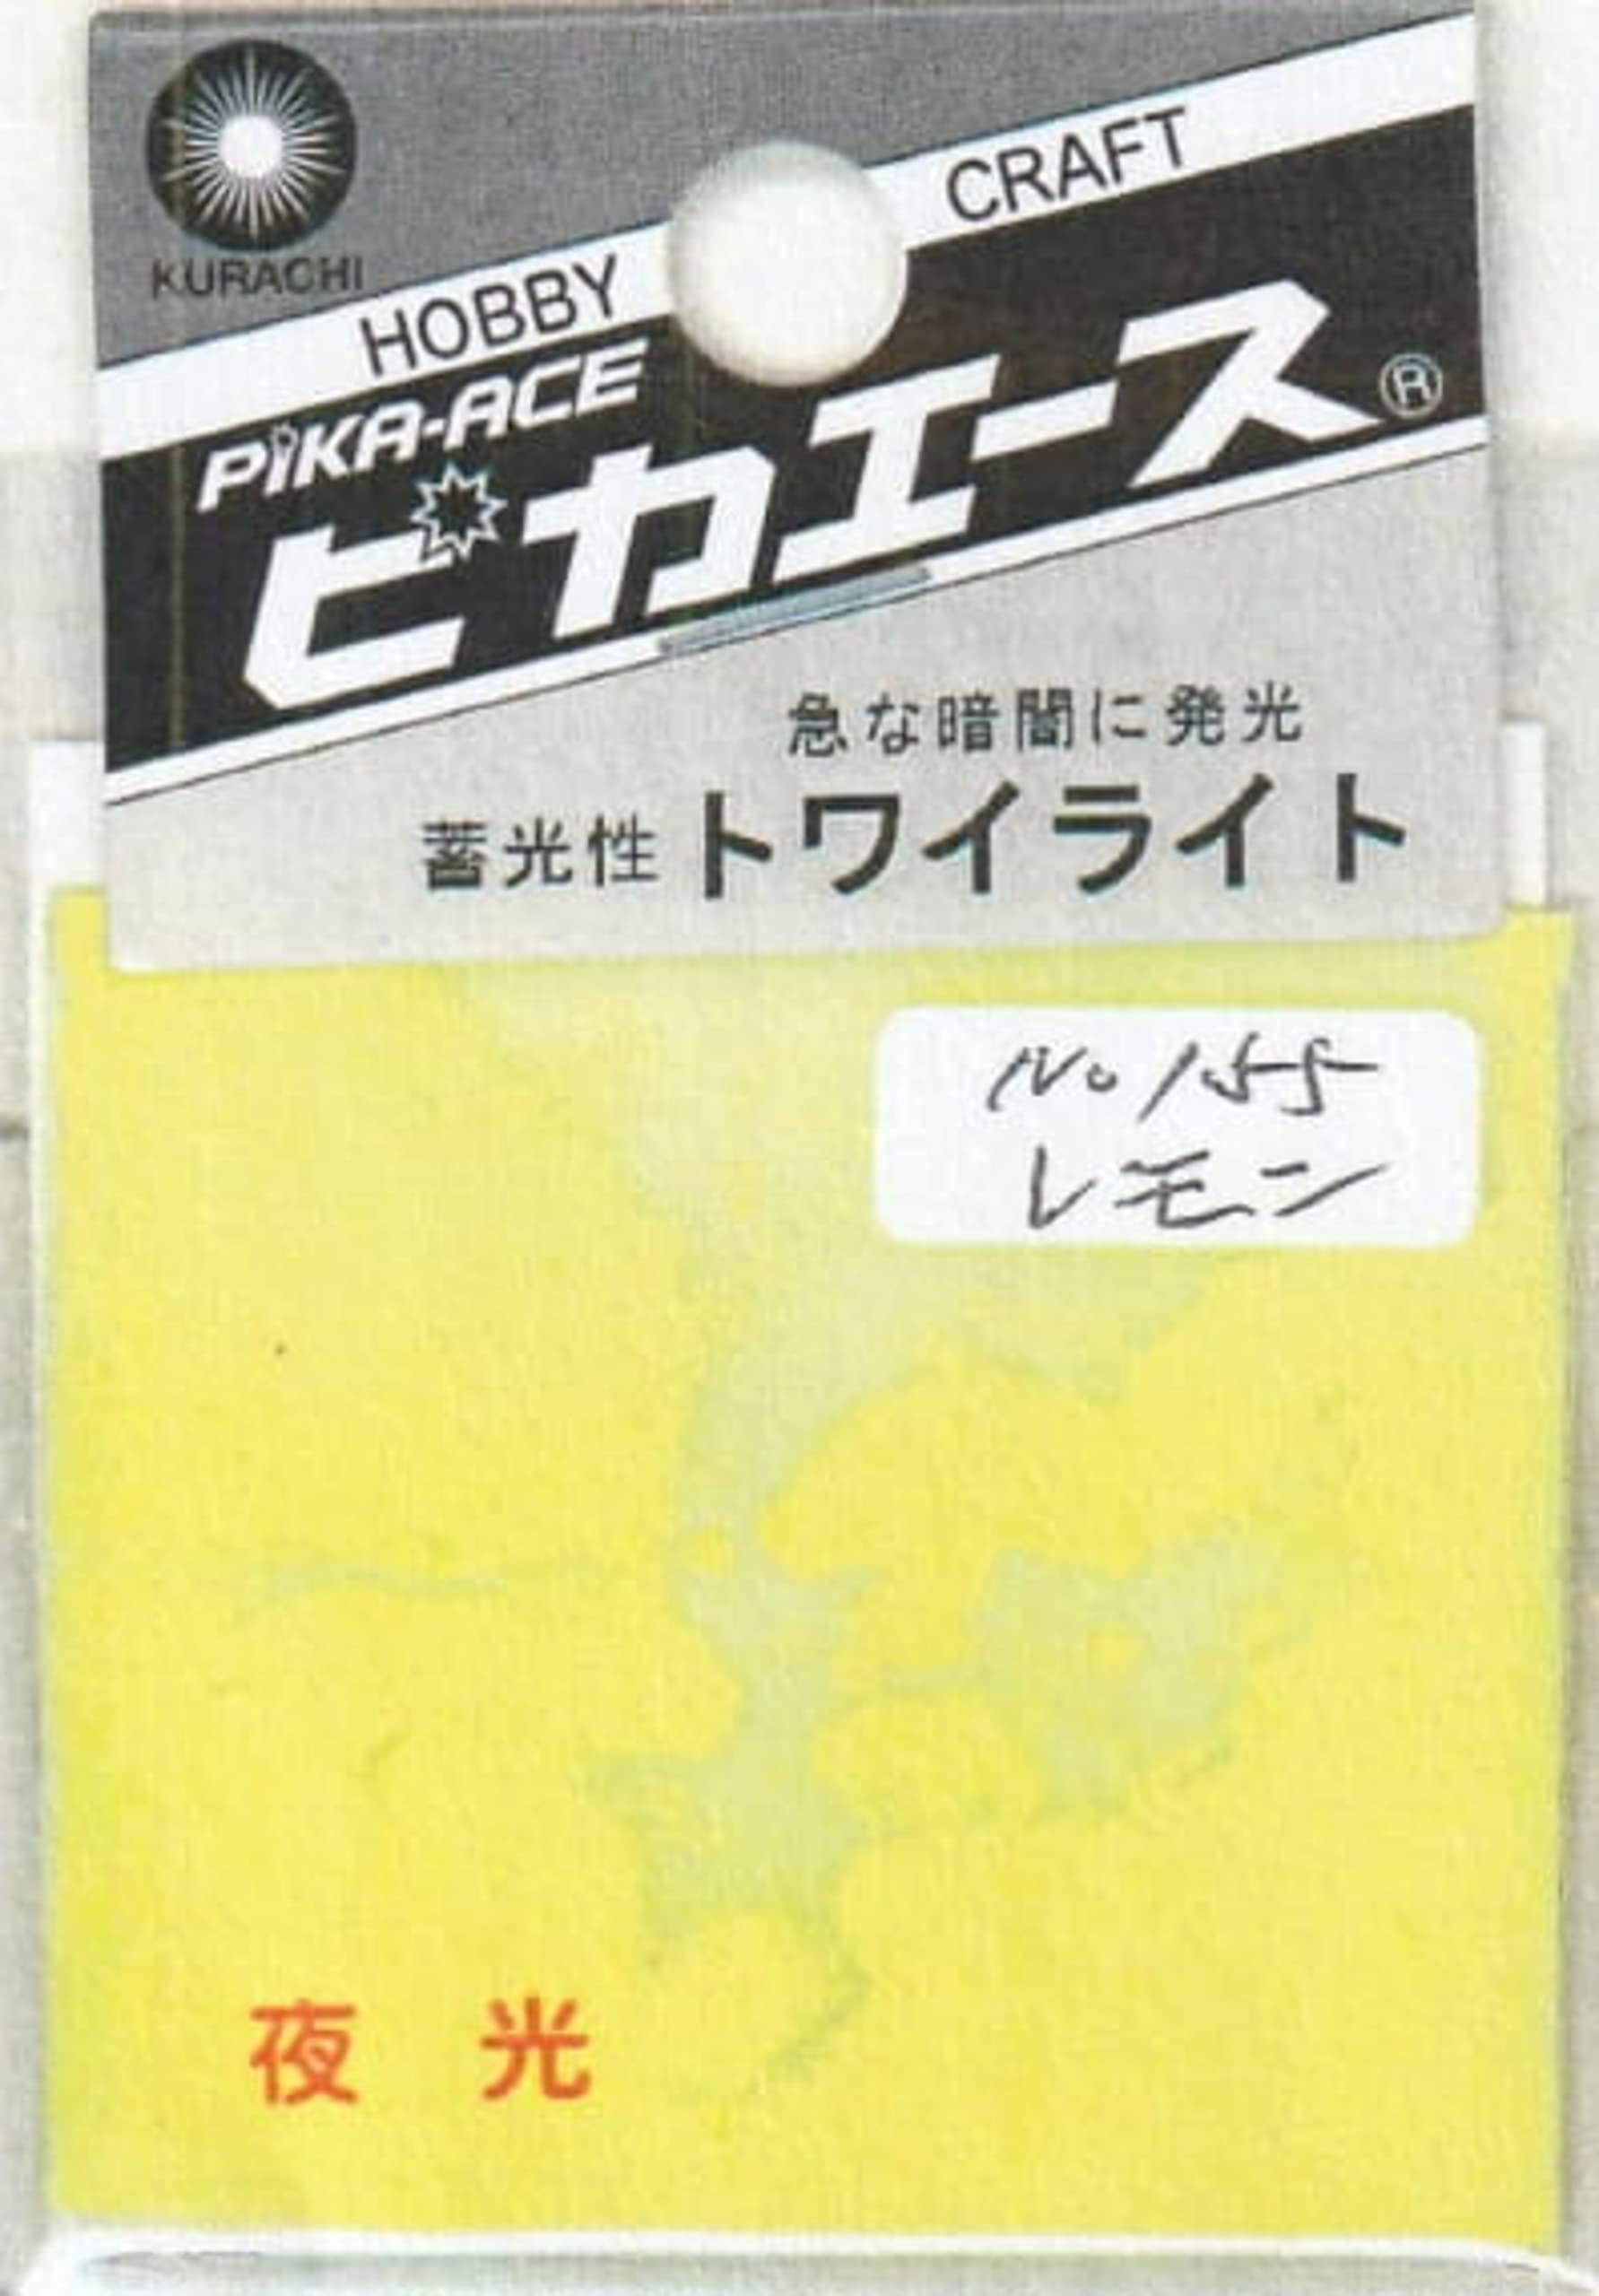 KURACHI
HOBBY CRAFT
PIKA-ACE
ピカエース®
急な暗闇に発光
蓄光性 トワイライト
No 155
レモン
夜光